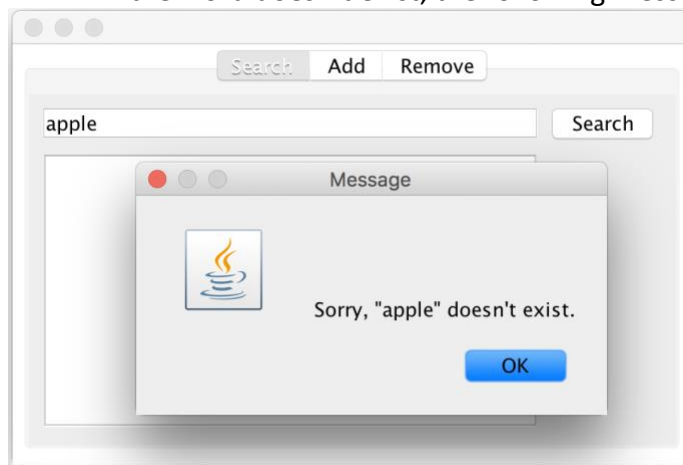 Search Add Remove
apple Search
Message
Sorry, "apple" doesn't exist.
OK